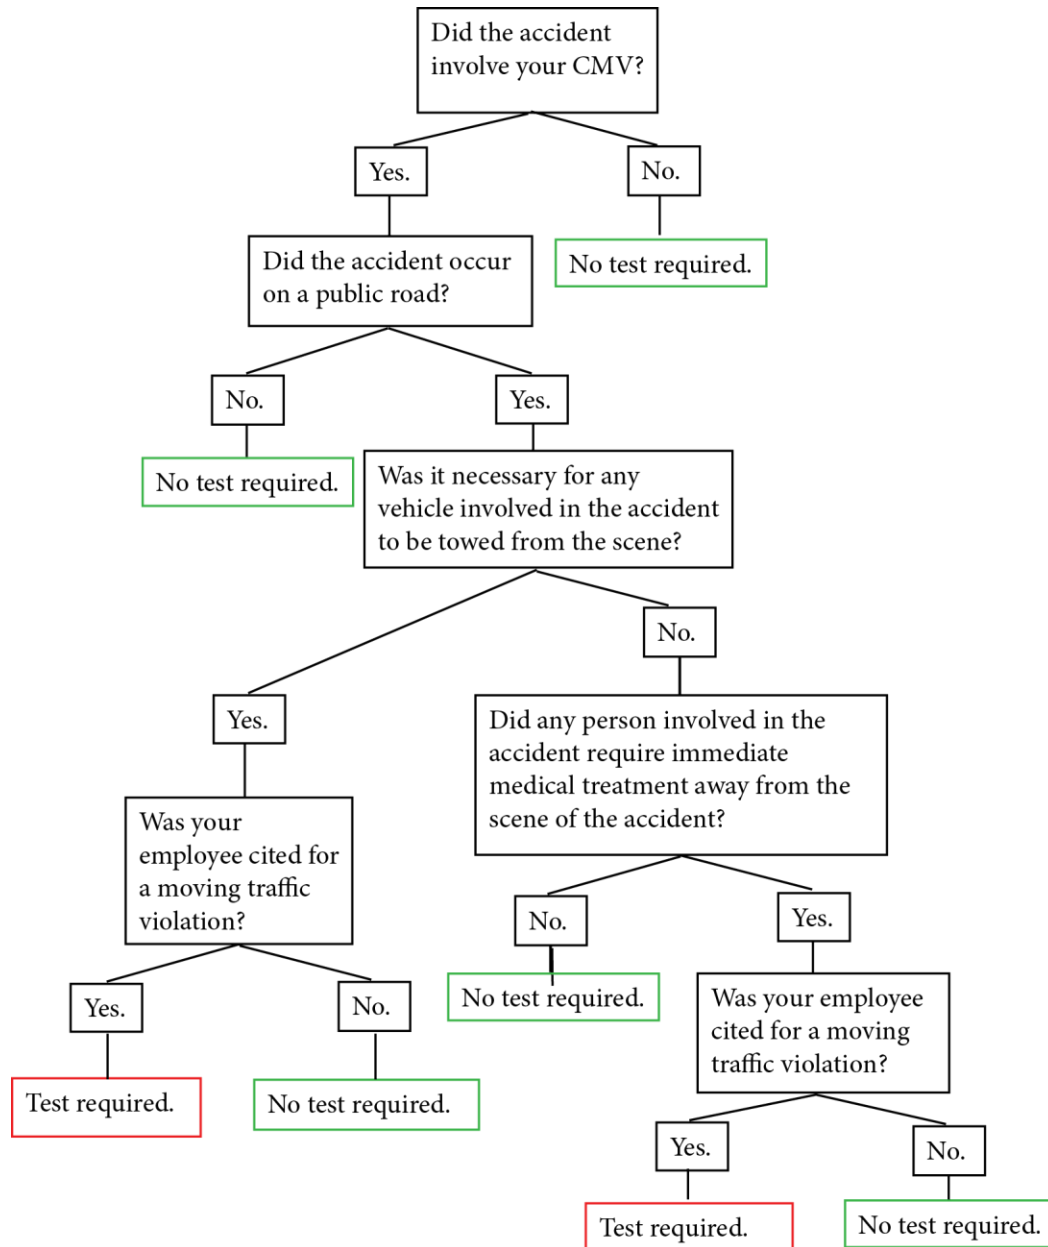 Did the accident
involve your CMV?
Yes.
No.
Did the accident occur
on a public road?
No test required.
No.
Yes.
No test required.
Was it necessary for any
vehicle involved in the accident
to be towed from the scene?
No.
Yes.
Did any person involved in the
accident require immediate
medical treatment away from the
scene of the accident?
Was your
employee cited for
a moving traffic
violation?
No.
Yes.
Yes.
No.
No test required.
Was your employee
cited for a moving
traffic violation?
Test required.
No test required.
Yes.
No.
Test required.
No test required.